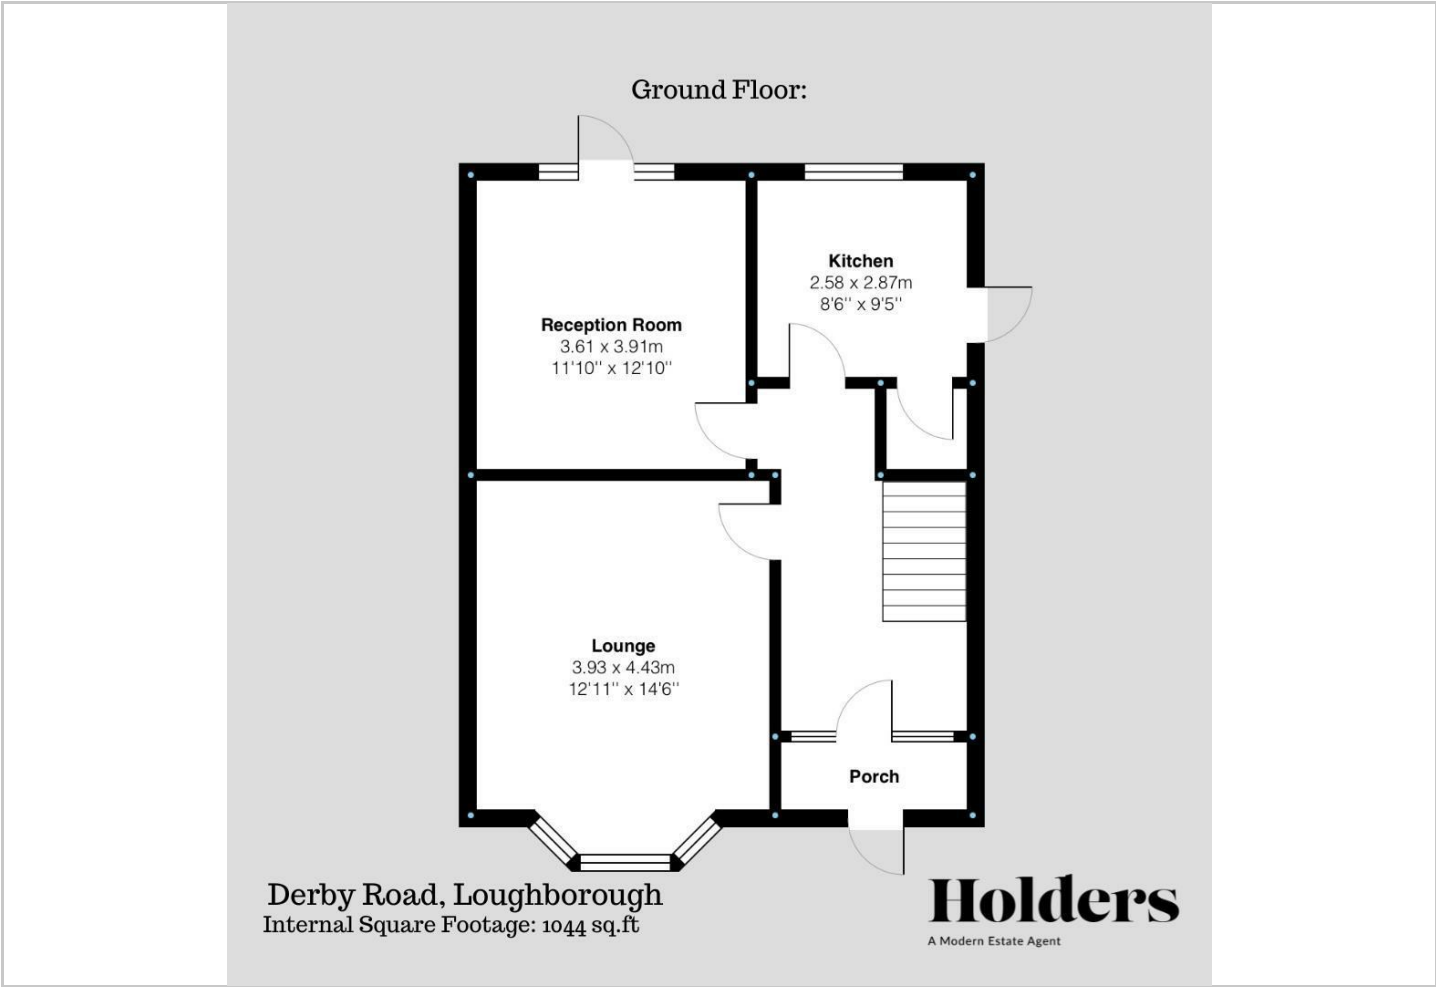 Ground Floor:
Kitchen
2.58 x 2.87m
8'6'' x 9'5''
Reception Room
3.61 x 3.91m
11'10'' x 12'10''
Lounge
3.93 x 4.43m
12'11'' x 14'6''
Porch
Derby Road, Loughborough
Internal Square Footage: 1044 sq.ft
Holders
A Modern Estate Agent